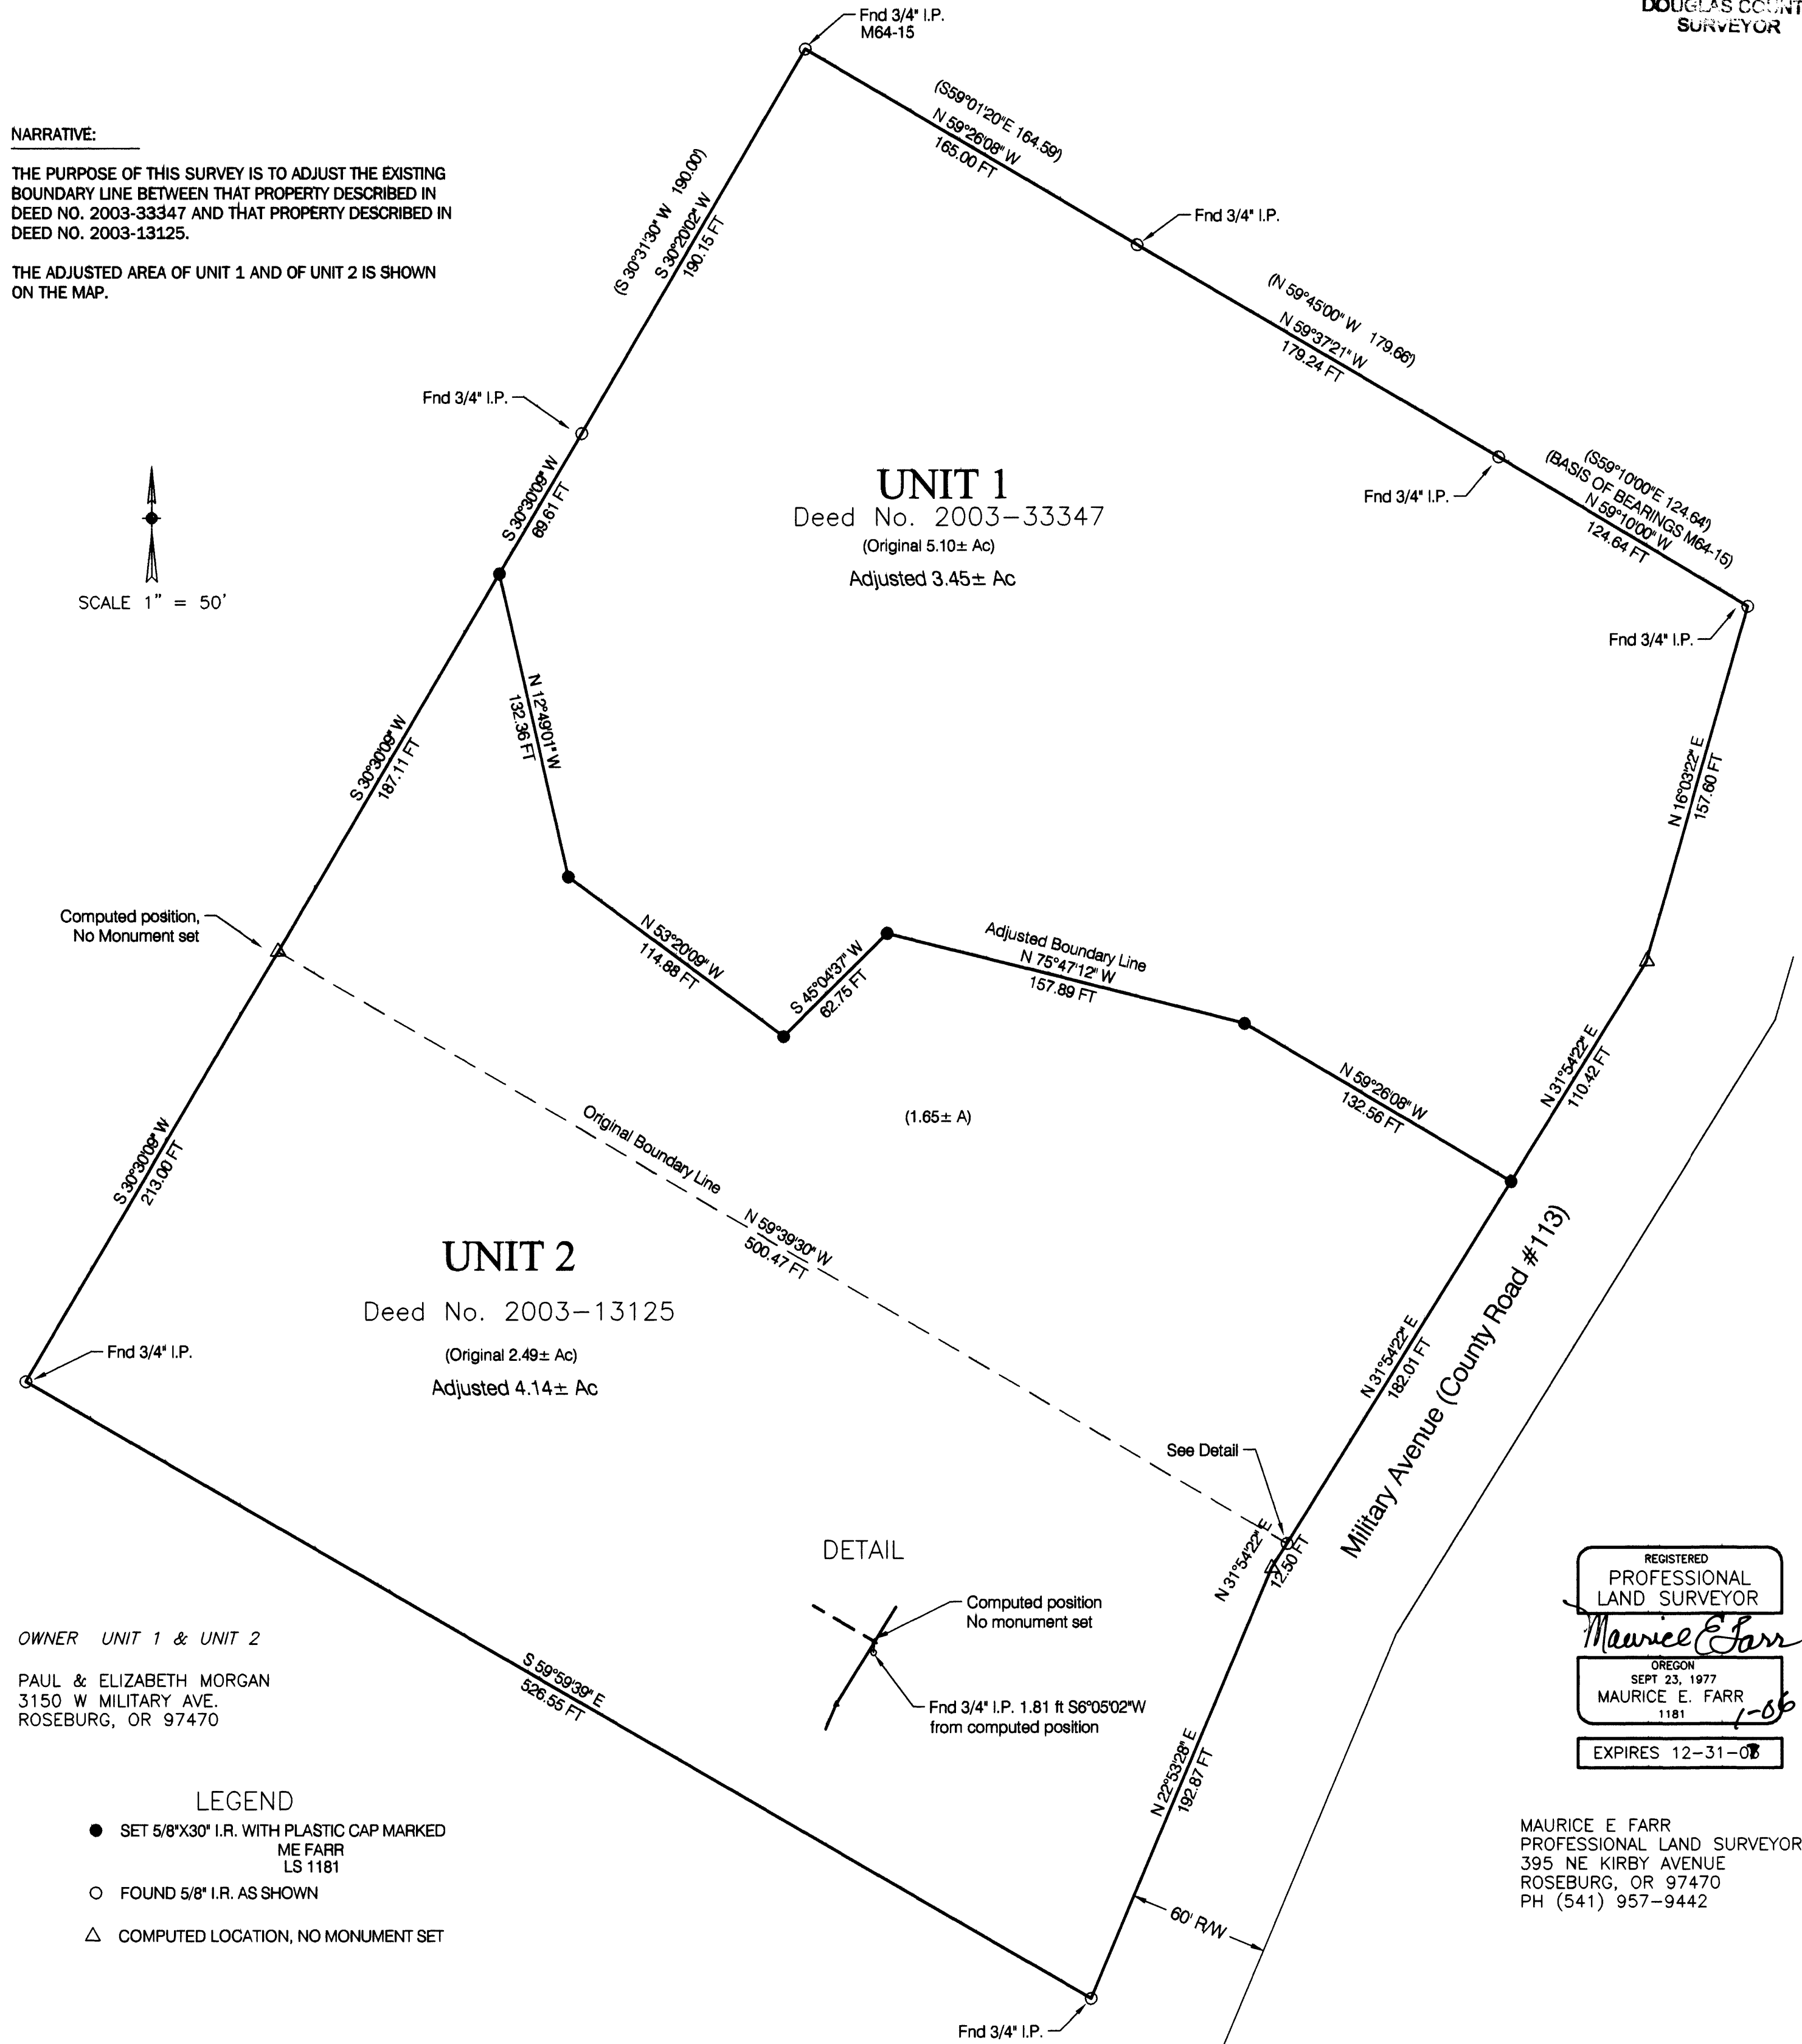 DOUGLAS COUNT
SURVEYOR
Fnd 3/4" I.P.
M64-15
(S59°01'20"E 164.59')
N 59°26'08" W
165.00 FT
NARRATIVE:
THE PURPOSE OF THIS SURVEY IS TO ADJUST THE EXISTING
BOUNDARY LINE BETWEEN THAT PROPERTY DESCRIBED IN
DEED NO. 2003-33347 AND THAT PROPERTY DESCRIBED IN
DEED NO. 2003-13125.
THE ADJUSTED AREA OF UNIT 1 AND OF UNIT 2 IS SHOWN
ON THE MAP.
(S 30°31'30" W 190.00')
S 30°20'02" W
190.15 FT
Fnd 3/4" I.P.
(N 59°45'00" W 179.66')
N 59°37'21" W
179.24 FT
Fnd 3/4" I.P.
S 30°30'09" W
69.61 FT
UNIT 1
Deed No. 2003-33347
(Original 5.10± Ac)
Adjusted 3.45± Ac
Fnd 3/4" I.P.
(S59°10'00"E 124.64')
(BASIS OF BEARINGS M64-15)
N 59°10'00" W
124.64 FT
Fnd 3/4" I.P.
SCALE 1" = 50'
N 12°49'01" W
132.36 FT
S 30°30'09" W
187.11 FT
N 16°03'22" E
157.60 FT
Computed position,
No Monument set
N 53°20'09" W
114.88 FT
S 45°04'37" W
62.75 FT
Adjusted Boundary Line
N 75°47'12" W
157.89 FT
N 31°54'22" E
110.42 FT
N 59°26'08" W
132.56 FT
(1.65± A)
Original Boundary Line
N 59°39'30" W
500.47 FT
S 30°30'09" W
213.00 FT
UNIT 2
Deed No. 2003-13125
(Original 2.49± Ac)
Adjusted 4.14± Ac
Fnd 3/4" I.P.
N 31°54'22" E
182.01 FT
Military Avenue (County Road #113)
See Detail
N 31°54'22" E
12.50 FT
DETAIL
Computed position
No monument set
Fnd 3/4" I.P. 1.81 ft S6°05'02"W
from computed position
REGISTERED
PROFESSIONAL
LAND SURVEYOR
Maurice E Farr
OREGON
SEPT 23, 1977
MAURICE E. FARR
1181
1-06
EXPIRES 12-31-
OWNER UNIT 1 & UNIT 2
PAUL & ELIZABETH MORGAN
3150 W MILITARY AVE.
ROSEBURG, OR 97470
S 59°59'39" E
526.55 FT
N 22°53'28" E
192.87 FT
LEGEND
SET 5/8"X30" I.R. WITH PLASTIC CAP MARKED
ME FARR
LS 1181
FOUND 5/8" I.R. AS SHOWN
COMPUTED LOCATION, NO MONUMENT SET
MAURICE E FARR
PROFESSIONAL LAND SURVEYOR
395 NE KIRBY AVENUE
ROSEBURG, OR 97470
PH (541) 957-9442
60' R/W
Fnd 3/4" I.P.